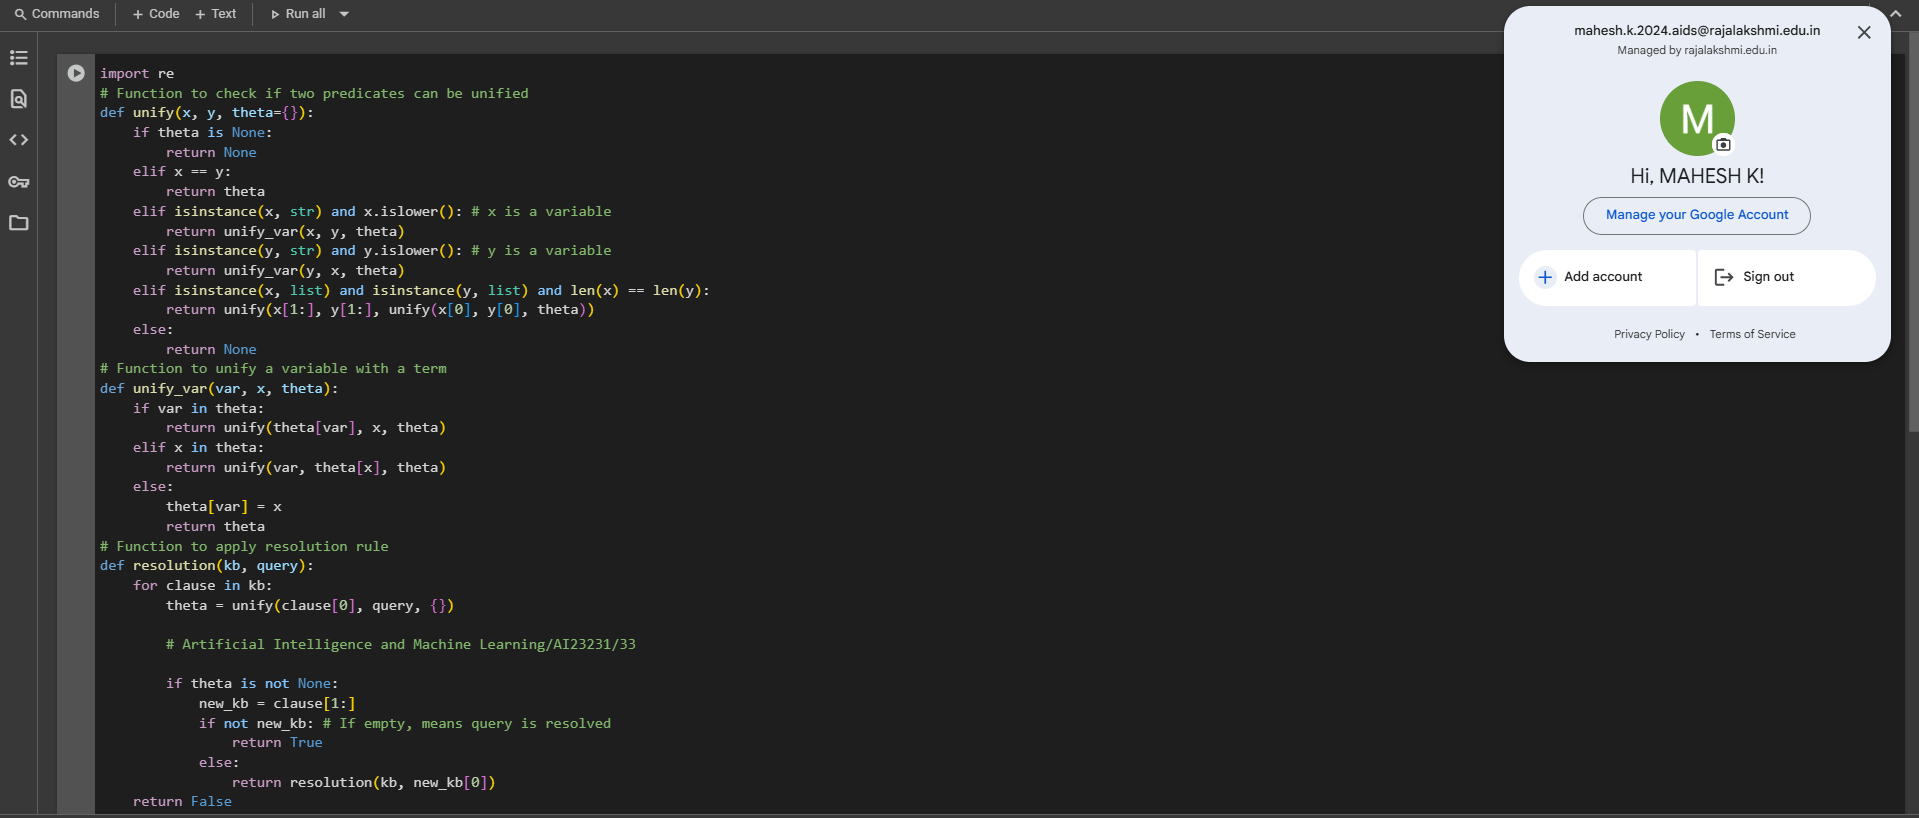 Commands
+ Code
+ Text
Run all
import re
# Function to check if two predicates can be unified
def unify(x, y, theta={}):
    if theta is None:
        return None
    elif x == y:
        return theta
    elif isinstance(x, str) and x.islower(): # x is a variable
        return unify_var(x, y, theta)
    elif isinstance(y, str) and y.islower(): # y is a variable
        return unify_var(y, x, theta)
    elif isinstance(x, list) and isinstance(y, list) and len(x) == len(y):
        return unify(x[1:], y[1:], unify(x[0], y[0], theta))
    else:
        return None
# Function to unify a variable with a term
def unify_var(var, x, theta):
    if var in theta:
        return unify(theta[var], x, theta)
    elif x in theta:
        return unify(var, theta[x], theta)
    else:
        theta[var] = x
        return theta
# Function to apply resolution rule
def resolution(kb, query):
    for clause in kb:
        theta = unify(clause[0], query, {})
        # Artificial Intelligence and Machine Learning/AI23231/33
        if theta is not None:
            new_kb = clause[1:]
            if not new_kb: # If empty, means query is resolved
                return True
            else:
                return resolution(kb, new_kb[0])
    return False
mahesh.k.2024.aids@rajalakshmi.edu.in
Managed by rajalakshmi.edu.in
M
Hi, MAHESH K!
Manage your Google Account
Add account
Sign out
Privacy Policy • Terms of Service